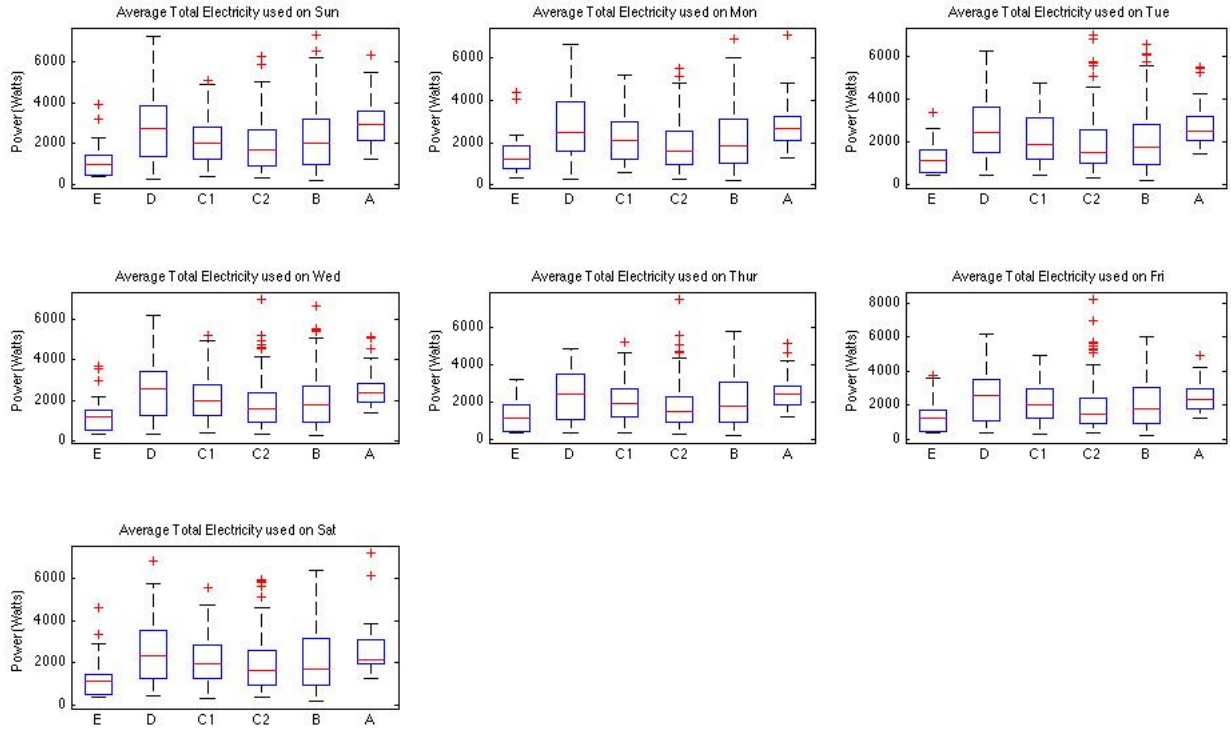 Average Total Electricity used on Sun
Power(Watts)
6000
4000
2000
0
E D C1 C2 B A
Average Total Electricity used on Mon
Power(Watts)
6000
4000
2000
0
E D C1 C2 B A
Average Total Electricity used on Tue
Power(Watts)
6000
4000
2000
0
E D C1 C2 B A
Average Total Electricity used on Wed
Power(Watts)
6000
4000
2000
0
E D C1 C2 B A
Average Total Electricity used on Thur
Power(Watts)
6000
4000
2000
0
E D C1 C2 B A
Average Total Electricity used on Fri
Power(Watts)
8000
6000
4000
2000
0
E D C1 C2 B A
Average Total Electricity used on Sat
Power(Watts)
6000
4000
2000
0
E D C1 C2 B A